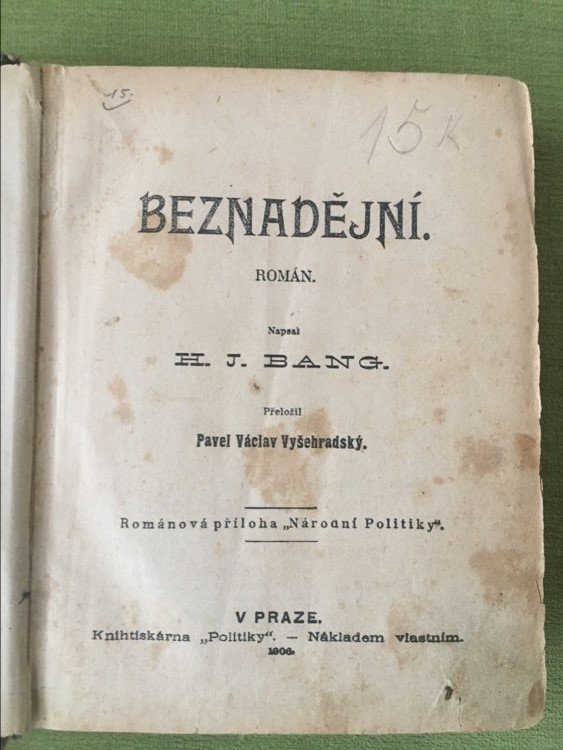 15.
15 K
BEZNADĚJNÍ.
ROMÁN.
Napsal
H. J. BANG.
Přeložil
Pavel Václav Vyšehradský.
Románová příloha „Národní Politiky“.
V PRAZE.
Knihtiskárna „Politiky“. — Nákladem vlastním.
1906.